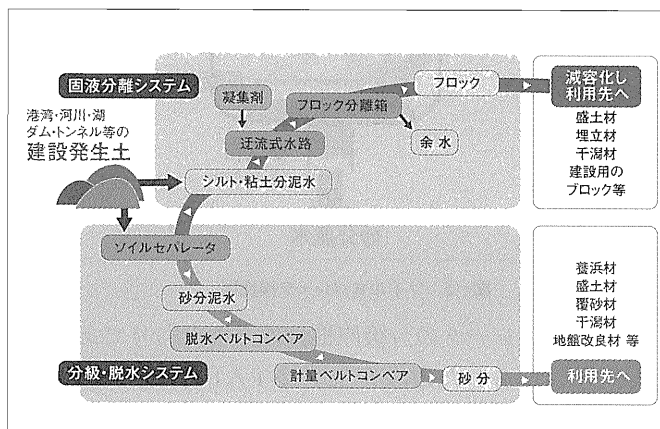 固液分離システム
港湾・河川・湖
ダム・トンネル等の
建設発生土
凝集剤
迂流式水路
シルト・粘土分泥水
フロック分離箱
フロック
余水
減容化し
利用先へ
盛土材
埋立材
干潟材
建設用の
ブロック等
ソイルセパレータ
砂分泥水
脱水ベルトコンベア
計量ベルトコンベア
砂分
分級・脱水システム
養浜材
盛土材
覆砂材
干潟材
地盤改良材 等
利用先へ